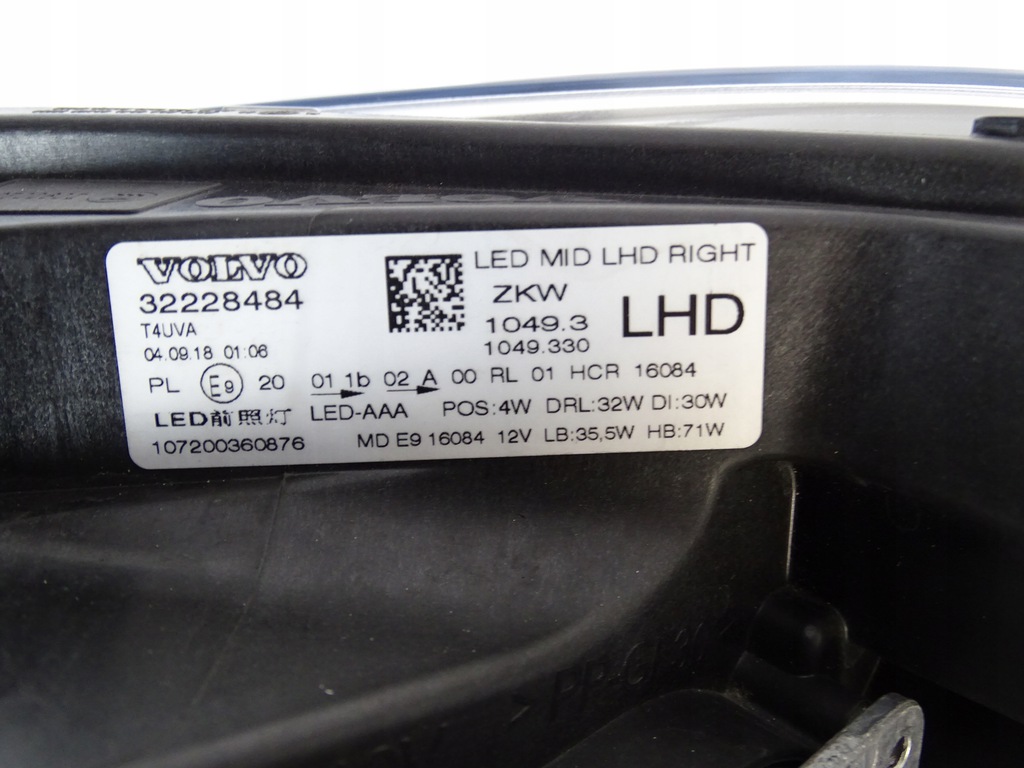 VOLVO
32228484
T4UVA
04.09.18 01:06
LED MID LHD RIGHT
ZKW
1049.3
1049.330
LHD
PL E9 20 01 1b 02 A 00 RL 01 HCR 16084
LED前照灯 LED-AAA POS:4W DRL:32W DI:30W
107200360876 MD E9 16084 12V LB:35,5W HB:71W